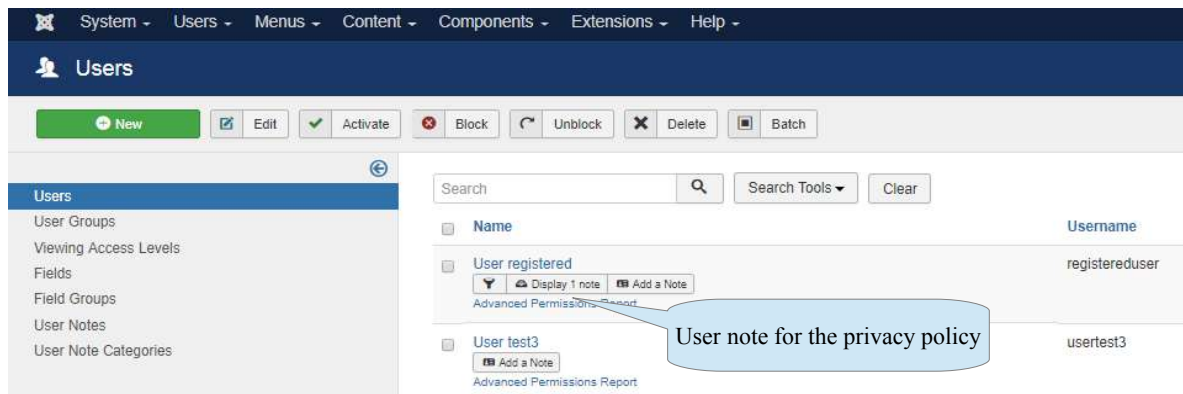 System Users Menus Content Components Extensions Help
Users
New Edit Activate Block Unblock Delete Batch
Users
User Groups
Viewing Access Levels
Fields
Field Groups
User Notes
User Note Categories
Search Search Tools Clear
Name Username
User registered registereduser
Display 1 note Add a Note
Advanced Permissions Report
User note for the privacy policy
User test3 usertest3
Add a Note
Advanced Permissions Report